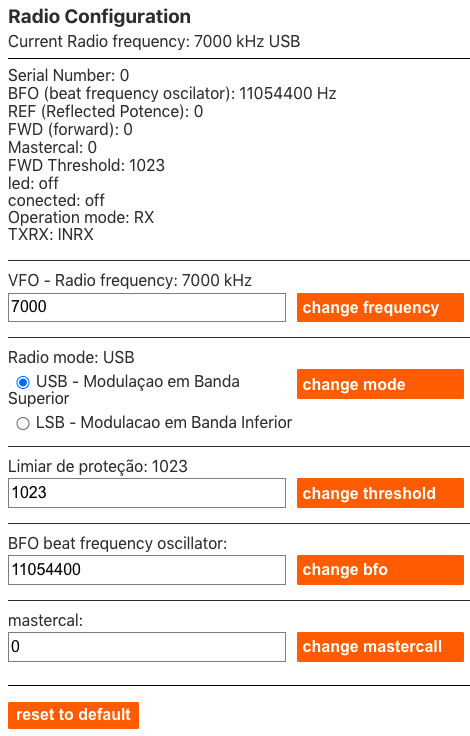 Radio Configuration
Current Radio frequency: 7000 kHz USB
Serial Number: 0
BFO (beat frequency oscilator): 11054400 Hz
REF (Reflected Potence): 0
FWD (forward): 0
Mastercal: 0
FWD Threshold: 1023
led: off
conected: off
Operation mode: RX
TXRX: INRX
VFO - Radio frequency: 7000 kHz
7000
change frequency
Radio mode: USB
USB - Modulaçao em Banda
Superior
change mode
LSB - Modulacao em Banda Inferior
Limiar de proteção: 1023
1023
change threshold
BFO beat frequency oscillator:
11054400
change bfo
mastercal:
0
change mastercall
reset to default